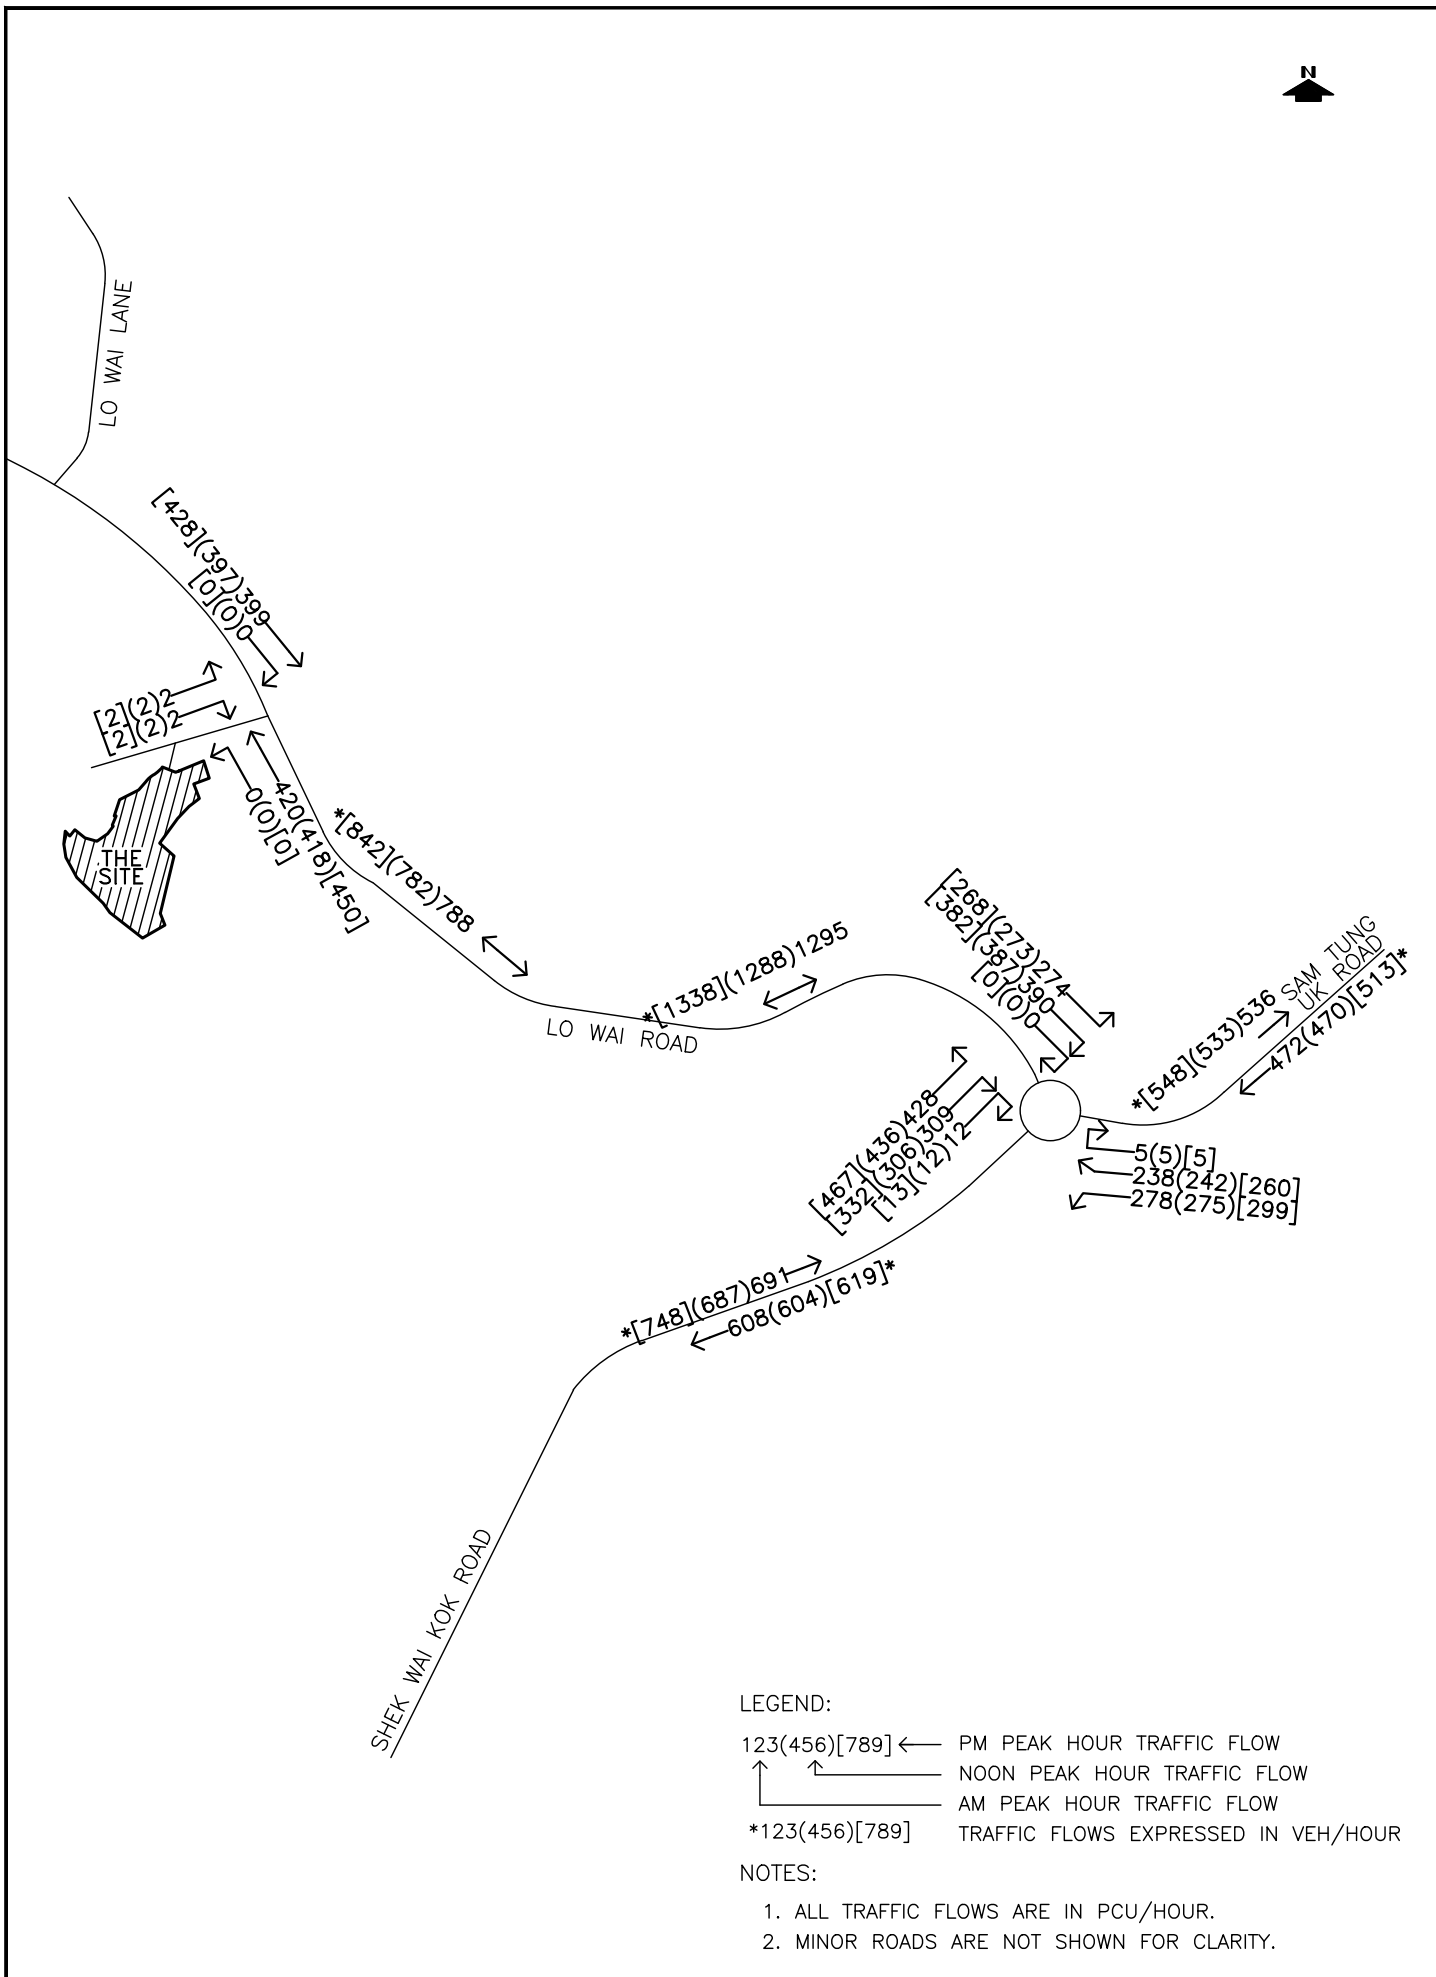 N
LO WAI LANE
[428](397)399
[0](0)0
[2](2)2
[2](2)2
0(0)[0]
420(418)[450]
THE
SITE
*[842](782)788
*[1338](1288)1295
LO WAI ROAD
[268](273)274
[382](387)390
[0](0)0
SAM TUNG
UK ROAD
*[548](533)536
472(470)[513]*
[467](436)428
[332](306)309
[13](12)12
5(5)[5]
238(242)[260]
278(275)[299]
*[748](687)691
608(604)[619]*
SHEK WAI KOK ROAD
LEGEND:
123(456)[789] PM PEAK HOUR TRAFFIC FLOW
NOON PEAK HOUR TRAFFIC FLOW
AM PEAK HOUR TRAFFIC FLOW
*123(456)[789] TRAFFIC FLOWS EXPRESSED IN VEH/HOUR
NOTES:
1. ALL TRAFFIC FLOWS ARE IN PCU/HOUR.
2. MINOR ROADS ARE NOT SHOWN FOR CLARITY.